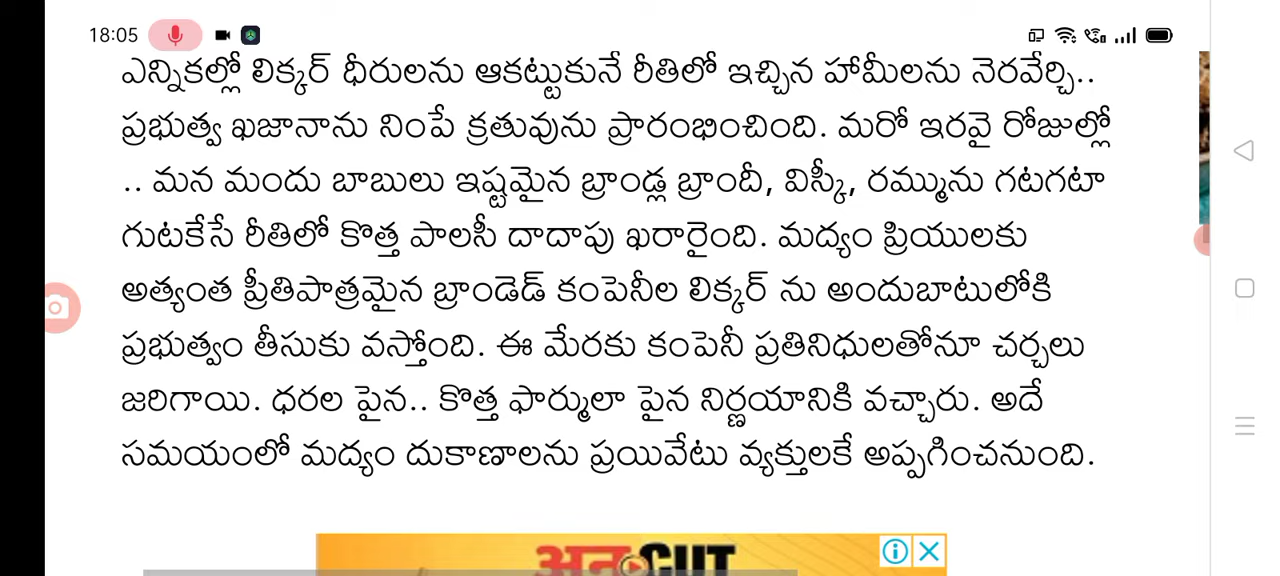 18:05
ఎన్నికల్లో లిక్కర్ ధీరులను ఆకట్టుకునే రీతిలో ఇచ్చిన హామీలను నెరవేర్చి..
ప్రభుత్వ ఖజానాను నింపే క్రతువును ప్రారంభించింది. మరో ఇరవై రోజుల్లో
.. మన మందు బాబులు ఇష్టమైన బ్రాండ్ల బ్రాందీ, విస్కీ, రమ్మును గటగటా
గుటకేసే రీతిలో కొత్త పాలసీ దాదాపు ఖరారైంది. మద్యం ప్రియులకు
అత్యంత ప్రీతిపాత్రమైన బ్రాండెడ్ కంపెనీల లిక్కర్ ను అందుబాటులోకి
ప్రభుత్వం తీసుకు వస్తోంది. ఈ మేరకు కంపెనీ ప్రతినిధులతోనూ చర్చలు
జరిగాయి. ధరల పైన.. కొత్త ఫార్ములా పైన నిర్ణయానికి వచ్చారు. అదే
సమయంలో మద్యం దుకాణాలను ప్రయివేటు వ్యక్తులకే అప్పగించనుంది.
अनCUT